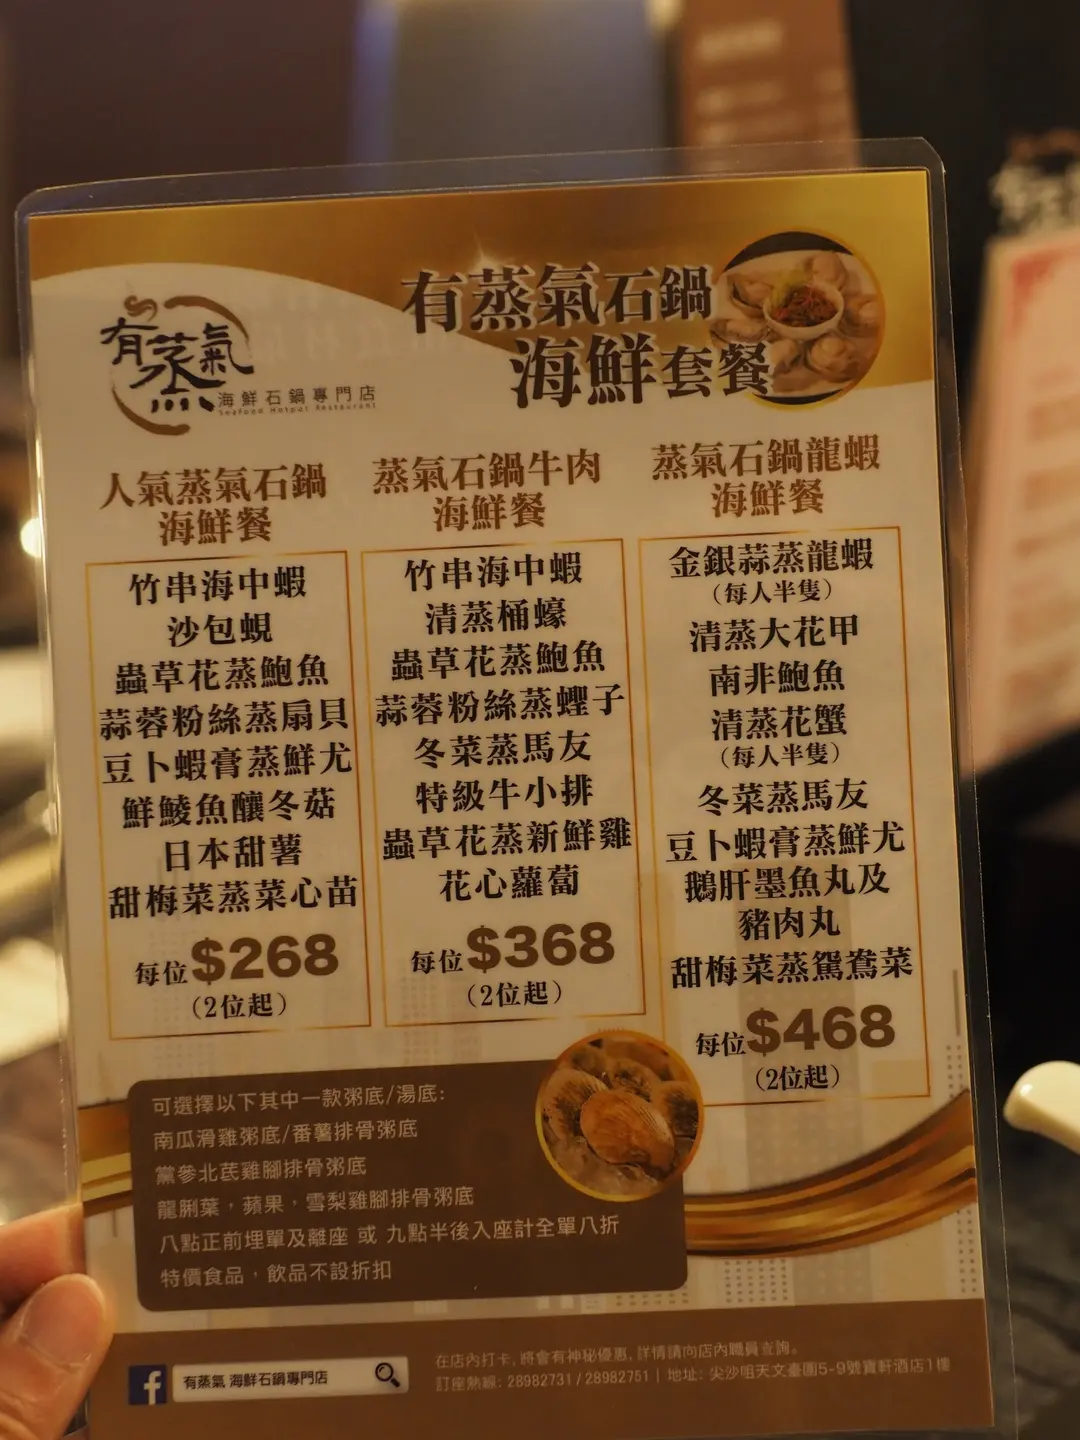 有蒸氣石鍋
海鮮套餐
有蒸氣
海鮮石鍋專門店
Seafood Hotpot Restaurant
人氣蒸氣石鍋
海鮮餐
竹串海中蝦
沙包蜆
蟲草花蒸鮑魚
蒜蓉粉絲蒸扇貝
豆卜蝦膏蒸鮮尤
鮮鯪魚釀冬菇
日本甜薯
甜梅菜蒸菜心苗
每位$268
(2位起)
蒸氣石鍋牛肉
海鮮餐
竹串海中蝦
清蒸桶蠔
蟲草花蒸鮑魚
蒜蓉粉絲蒸蟶子
冬菜蒸馬友
特級牛小排
蟲草花蒸新鮮雞
花心蘿蔔
每位$368
(2位起)
蒸氣石鍋龍蝦
海鮮餐
金銀蒜蒸龍蝦
(每人半隻)
清蒸大花甲
南非鮑魚
清蒸花蟹
(每人半隻)
冬菜蒸馬友
豆卜蝦膏蒸鮮尤
鵝肝墨魚丸及
豬肉丸
甜梅菜蒸鴛鴦菜
每位$468
(2位起)
可選擇以下其中一款粥底/湯底:
南瓜滑雞粥底/番薯排骨粥底
黨參北芪雞腳排骨粥底
龍脷葉，蘋果，雪梨雞腳排骨粥底
八點正前埋單及離座 或 九點半後入座計全單八折
特價食品，飲品不設折扣
f 有蒸氣 海鮮石鍋專門店
在店內打卡, 將會有神秘優惠, 詳情請向店內職員查詢。
訂座熱線: 28982731 / 28982751 | 地址: 尖沙咀天文臺圍5-9號寶軒酒店1樓